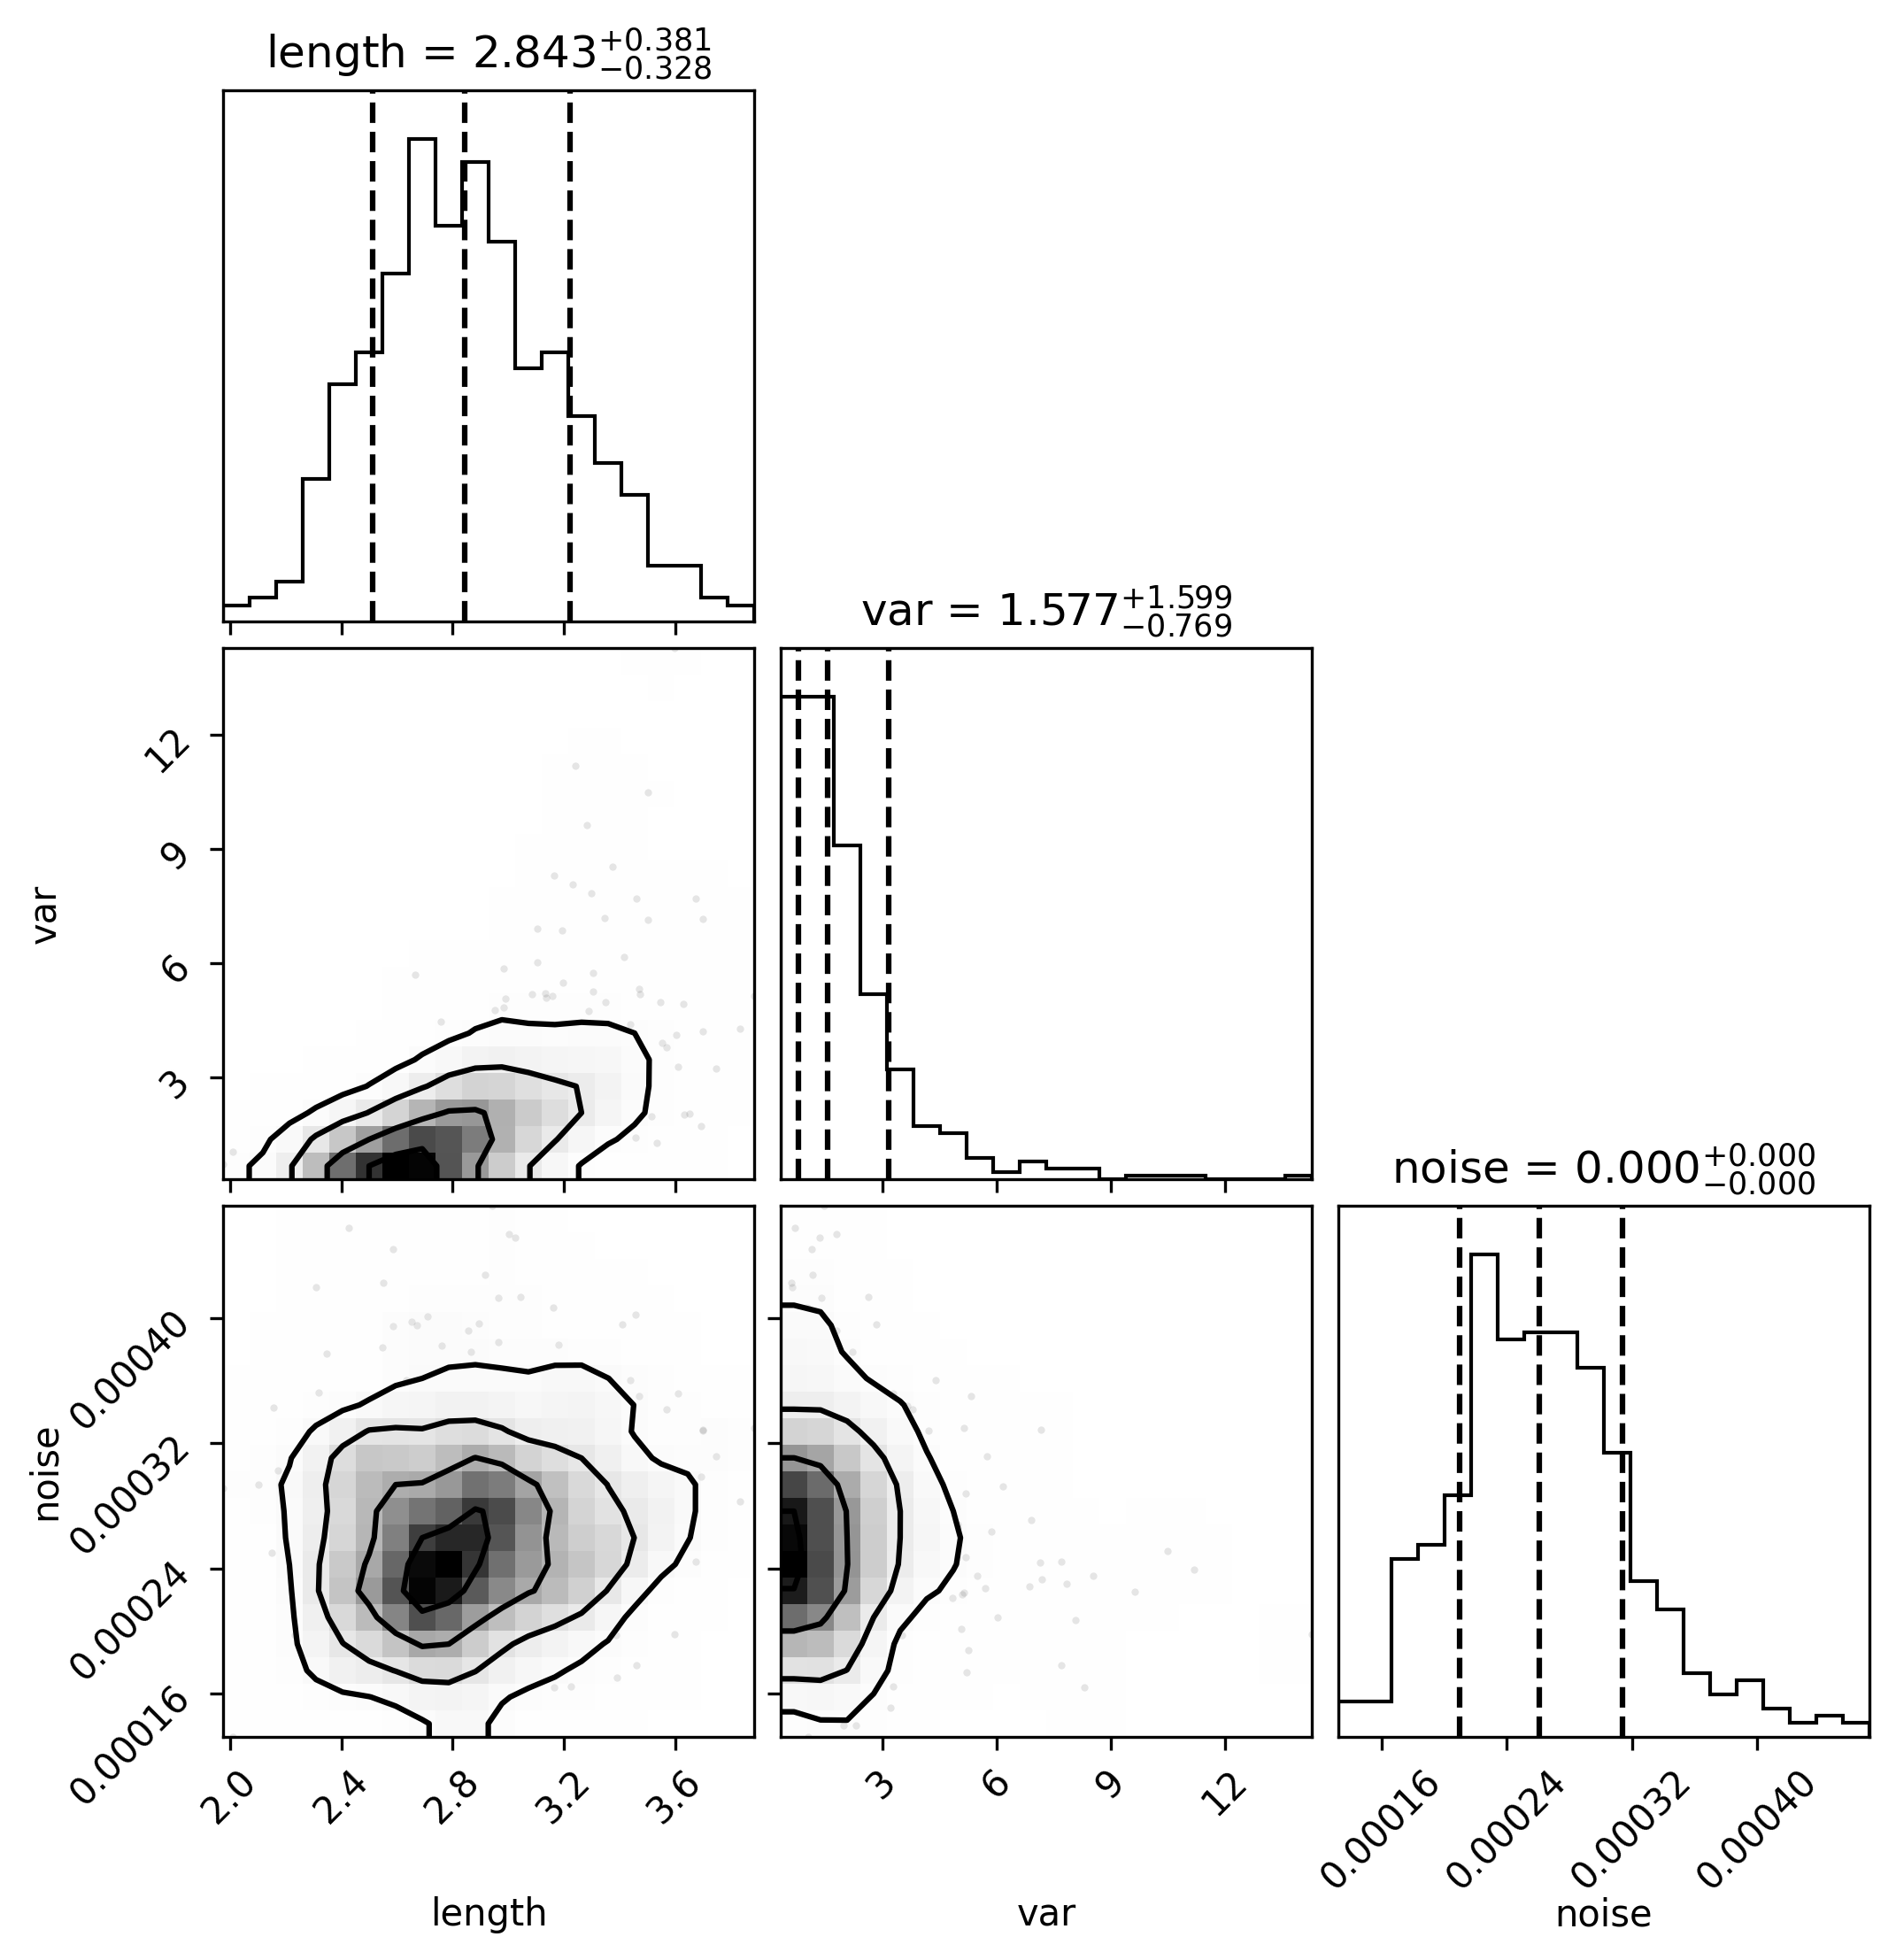 length = 2.843 +0.381 −0.328
var = 1.577 +1.599 −0.769
12
9
6
3
var
noise = 0.000 +0.000 −0.000
0.00040
0.00032
0.00024
0.00016
noise
2.0 2.4 2.8 3.2 3.6
3 6 9 12
0.00016 0.00024 0.00032 0.00040
length var noise